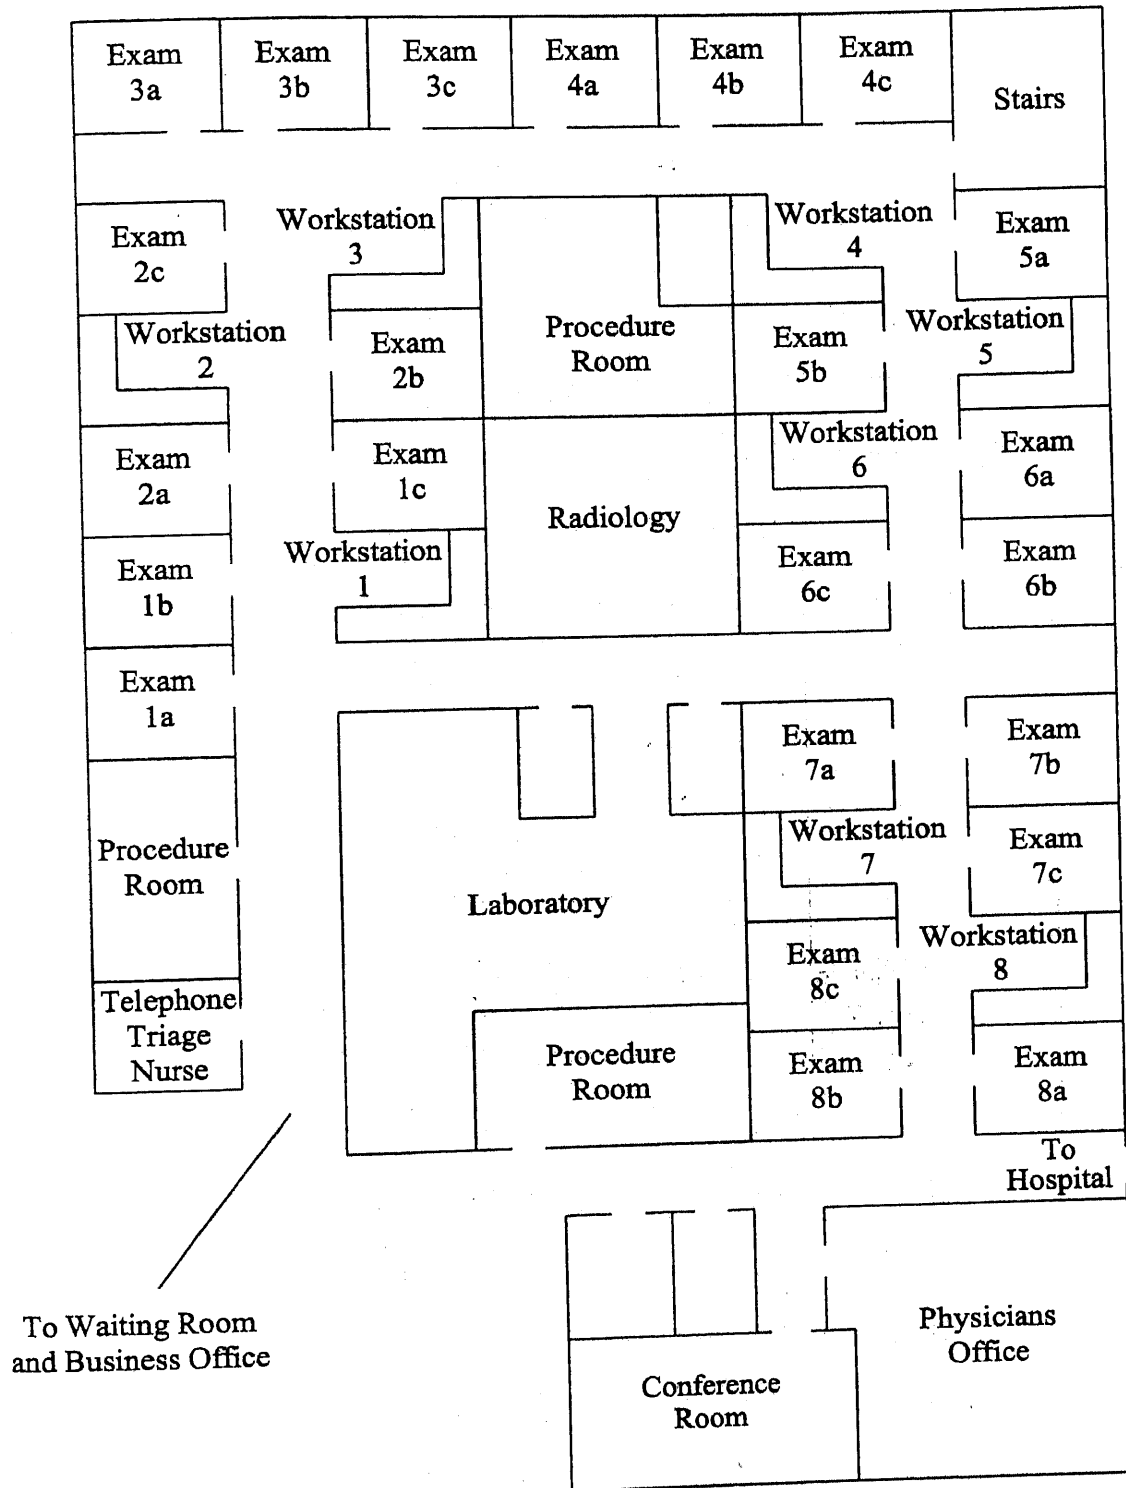 Exam
3a
Exam
3b
Exam
3c
Exam
4a
Exam
4b
Exam
4c
Stairs
Exam
2c
Workstation
3
Workstation
4
Exam
5a
Workstation
2
Exam
2b
Procedure
Room
Exam
5b
Workstation
5
Exam
2a
Exam
1c
Radiology
Workstation
6
Exam
6a
Exam
1b
Workstation
1
Exam
6c
Exam
6b
Exam
1a
Exam
7a
Exam
7b
Procedure
Room
Laboratory
Workstation
7
Exam
7c
Telephone
Triage
Nurse
Exam
8c
Workstation
8
Procedure
Room
Exam
8b
Exam
8a
To
Hospital
To Waiting Room
and Business Office
Physicians
Office
Conference
Room